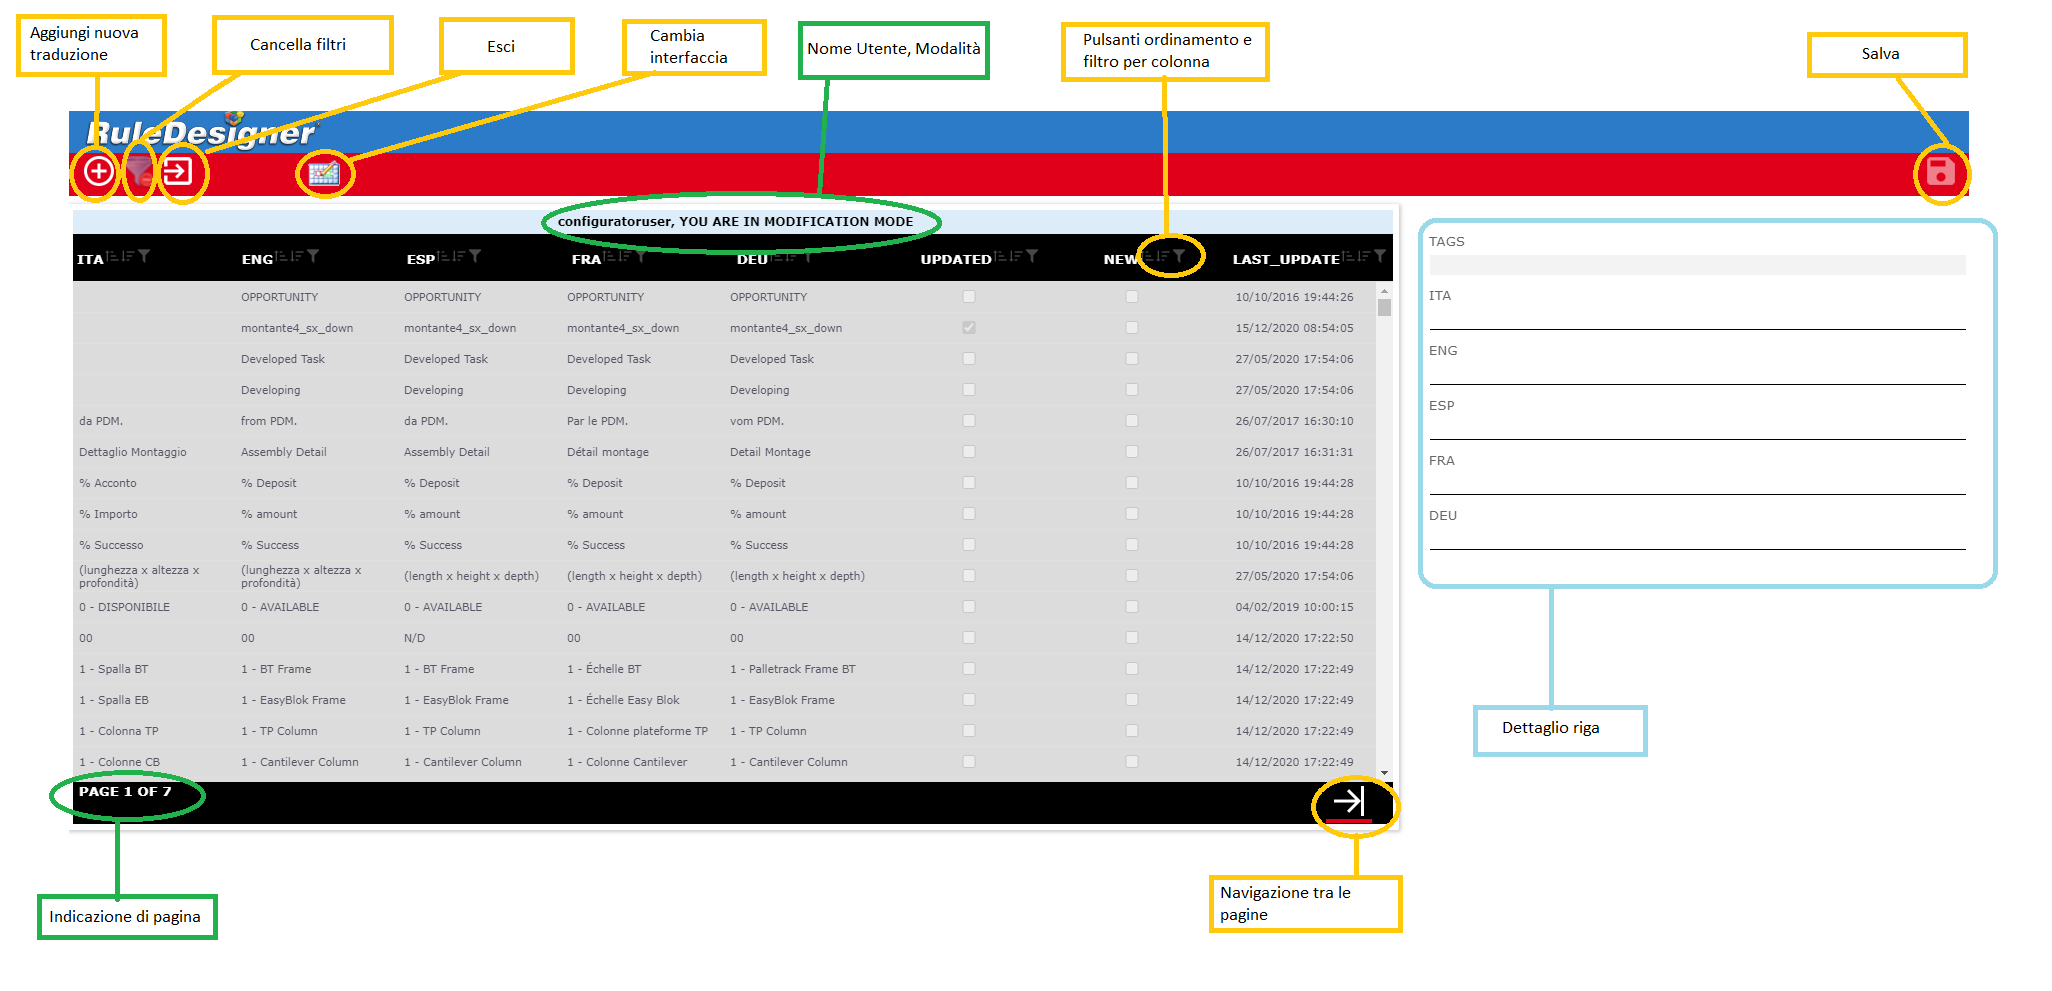 Aggiungi nuova
traduzione
Cancella filtri
Esci
Cambia
interfaccia
Nome Utente, Modalità
Pulsanti ordinamento e
filtro per colonna
Salva
RuleDesigner
configuratoruser, YOU ARE IN MODIFICATION MODE
ITA ENG ESP FRA DEU UPDATED NEW LAST_UPDATE
OPPORTUNITY OPPORTUNITY OPPORTUNITY OPPORTUNITY 10/10/2016 19:44:26
montante4_sx_down montante4_sx_down montante4_sx_down montante4_sx_down 15/12/2020 08:54:05
Developed Task Developed Task Developed Task Developed Task 27/05/2020 17:54:06
Developing Developing Developing Developing 27/05/2020 17:54:06
da PDM. from PDM. da PDM. Par le PDM. vom PDM. 26/07/2017 16:30:10
Dettaglio Montaggio Assembly Detail Assembly Detail Détail montage Detail Montage 26/07/2017 16:31:31
% Acconto % Deposit % Deposit % Deposit % Deposit 10/10/2016 19:44:28
% Importo % amount % amount % amount % amount 10/10/2016 19:44:28
% Successo % Success % Success % Success % Success 10/10/2016 19:44:28
(lunghezza x altezza x profondità) (lunghezza x altezza x profondità) (length x height x depth) (length x height x depth) (length x height x depth) 27/05/2020 17:54:06
0 - DISPONIBILE 0 - AVAILABLE 0 - AVAILABLE 0 - AVAILABLE 0 - AVAILABLE 04/02/2019 10:00:15
00 00 N/D 00 00 14/12/2020 17:22:50
1 - Spalla BT 1 - BT Frame 1 - BT Frame 1 - Échelle BT 1 - Palletrack Frame BT 14/12/2020 17:22:49
1 - Spalla EB 1 - EasyBlok Frame 1 - EasyBlok Frame 1 - Échelle Easy Blok 1 - EasyBlok Frame 14/12/2020 17:22:49
1 - Colonna TP 1 - TP Column 1 - TP Column 1 - Colonne plateforme TP 1 - TP Column 14/12/2020 17:22:49
1 - Colonne CB 1 - Cantilever Column 1 - Cantilever Column 1 - Colonne Cantilever 1 - Cantilever Column 14/12/2020 17:22:49
PAGE 1 OF 7
TAGS
ITA
ENG
ESP
FRA
DEU
Dettaglio riga
Indicazione di pagina
Navigazione tra le
pagine